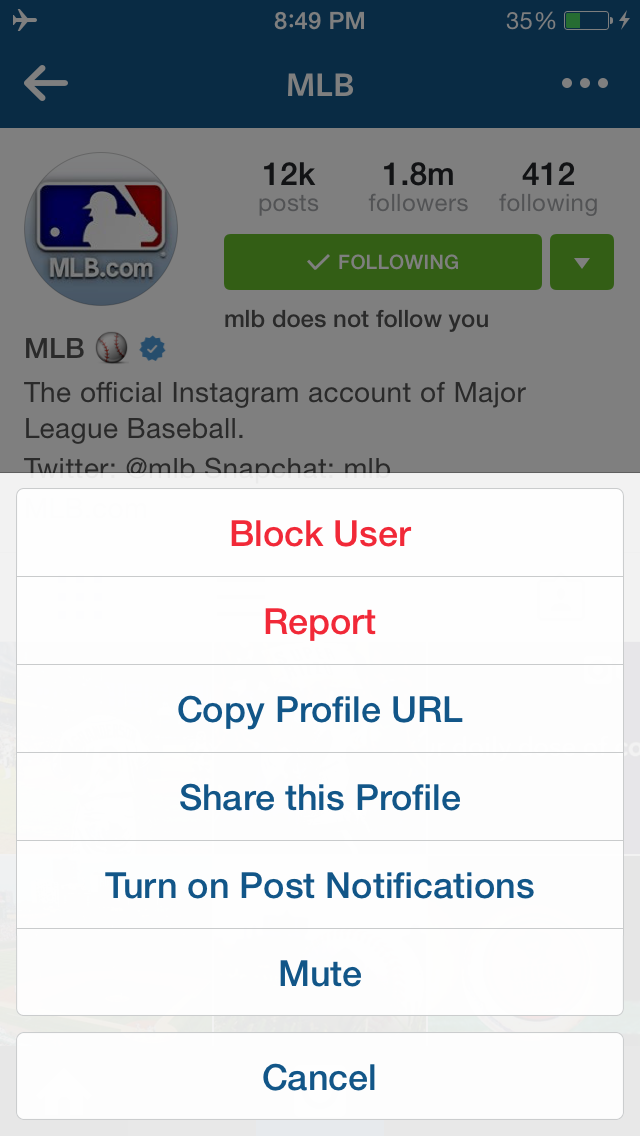 8:49 PM
35%
MLB
12k
1.8m
412
posts
followers
following
FOLLOWING
MLB.com
mlb does not follow you
MLB
The official Instagram account of Major
League Baseball.
Twitter: @mlb Snapchat: mlb
Block User
Report
Copy Profile URL
Share this Profile
Turn on Post Notifications
Mute
Cancel